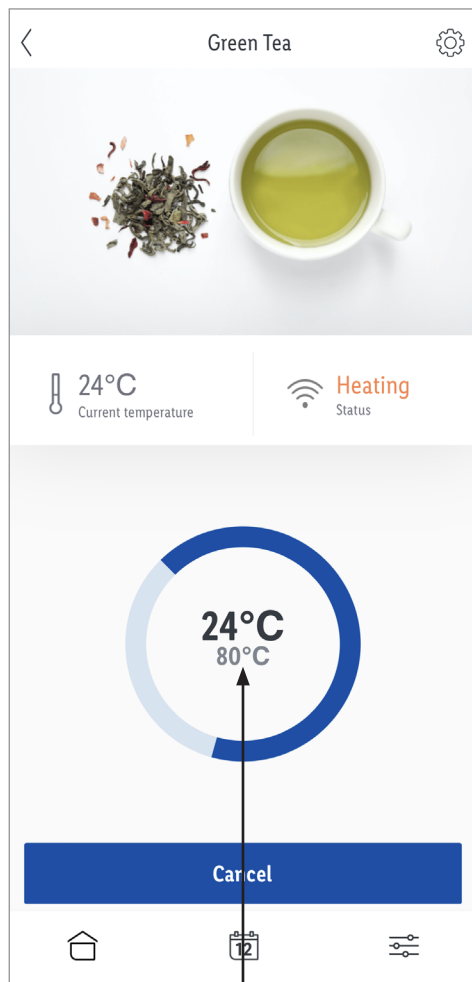 Green Tea
24°C
Current temperature
Heating
Status
24°C
80°C
Cancel
12